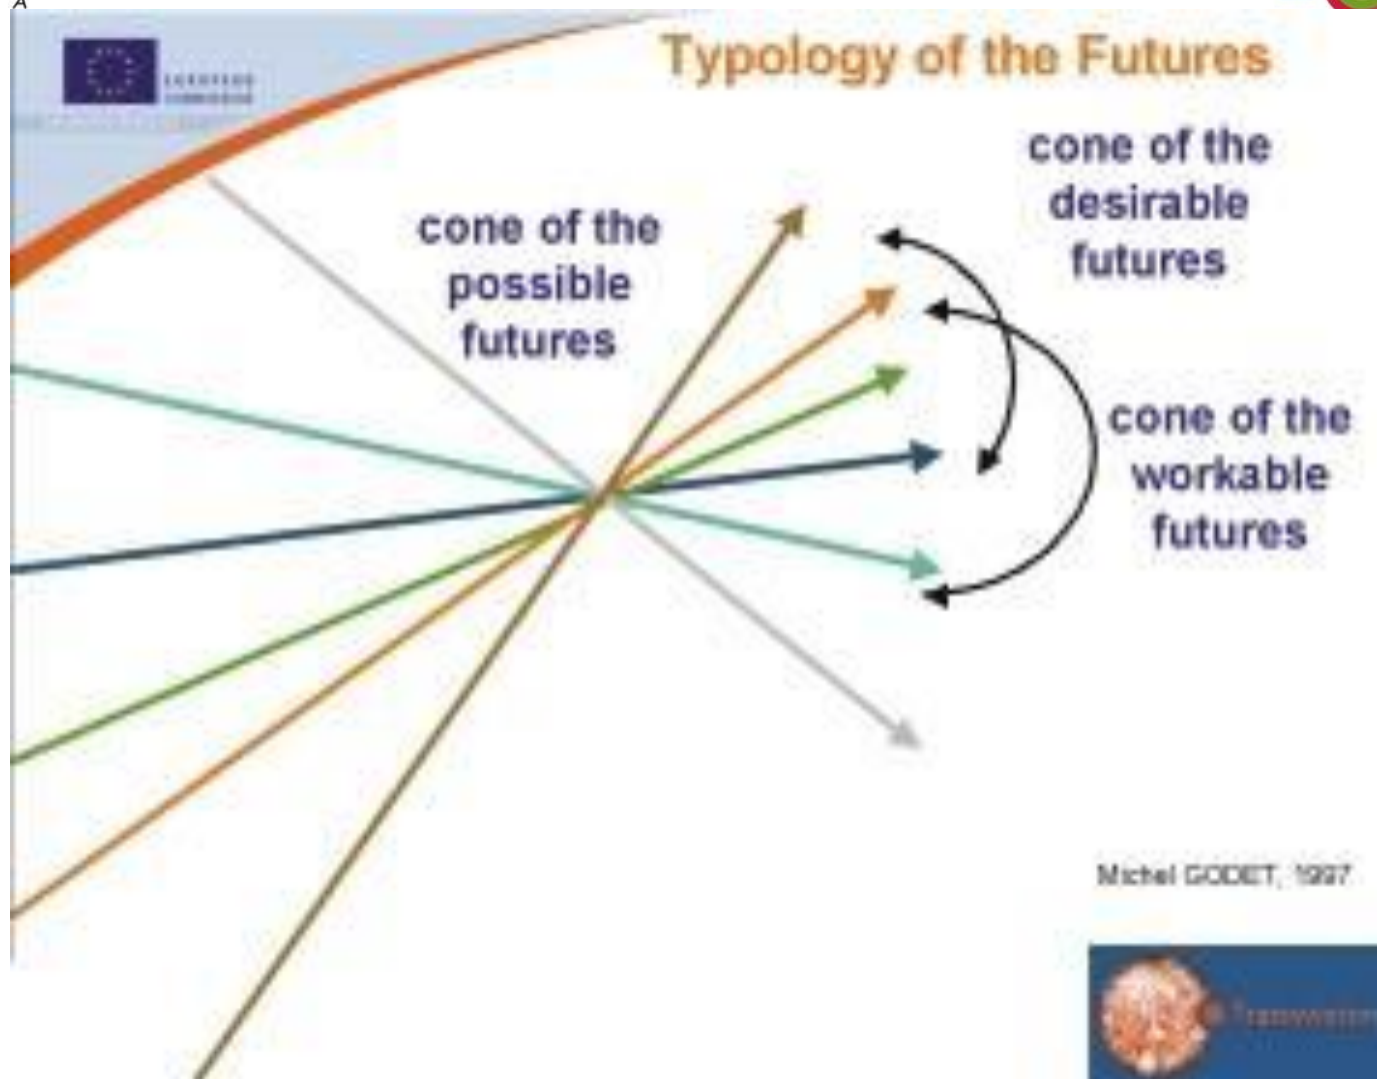 A
Typology of the Futures
cone of the
desirable
futures
cone of the
possible
futures
cone of the
workable
futures
Michel GODET, 1997